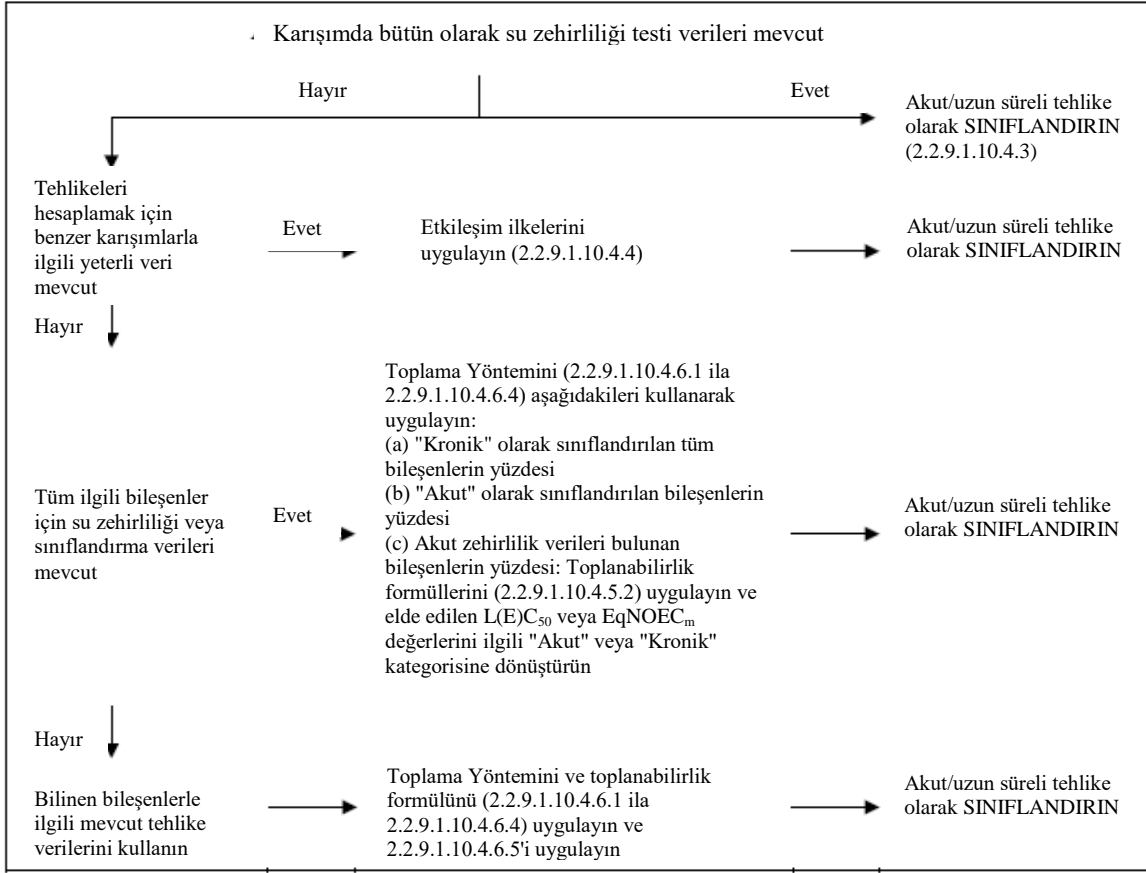 Karışımda bütün olarak su zehirliliği testi verileri mevcut
Hayır
Evet
Akut/uzun süreli tehlike
olarak SINIFLANDIRIN
(2.2.9.1.10.4.3)
Tehlikeleri
hesaplamak için
benzer karışımlarla
ilgili yeterli veri
mevcut
Evet
Etkileşim ilkelerini
uygulayın (2.2.9.1.10.4.4)
Akut/uzun süreli tehlike
olarak SINIFLANDIRIN
Hayır
Tüm ilgili bileşenler
için su zehirliliği veya
sınıflandırma verileri
mevcut
Evet
Toplama Yöntemini (2.2.9.1.10.4.6.1 ila
2.2.9.1.10.4.6.4) aşağıdakileri kullanarak
uygulayın:
(a) "Kronik" olarak sınıflandırılan tüm
bileşenlerin yüzdesi
(b) "Akut" olarak sınıflandırılan bileşenlerin
yüzdesi
(c) Akut zehirlilik verileri bulunan
bileşenlerin yüzdesi: Toplanabilirlik
formüllerini (2.2.9.1.10.4.5.2) uygulayın ve
elde edilen L(E)C₅₀ veya EqNOECₘ
değerlerini ilgili "Akut" veya "Kronik"
kategorisine dönüştürün
Akut/uzun süreli tehlike
olarak SINIFLANDIRIN
Hayır
Bilinen bileşenlerle
ilgili mevcut tehlike
verilerini kullanın
Toplama Yöntemini ve toplanabilirlik
formülünü (2.2.9.1.10.4.6.1 ila
2.2.9.1.10.4.6.4) uygulayın ve
2.2.9.1.10.4.6.5'i uygulayın
Akut/uzun süreli tehlike
olarak SINIFLANDIRIN